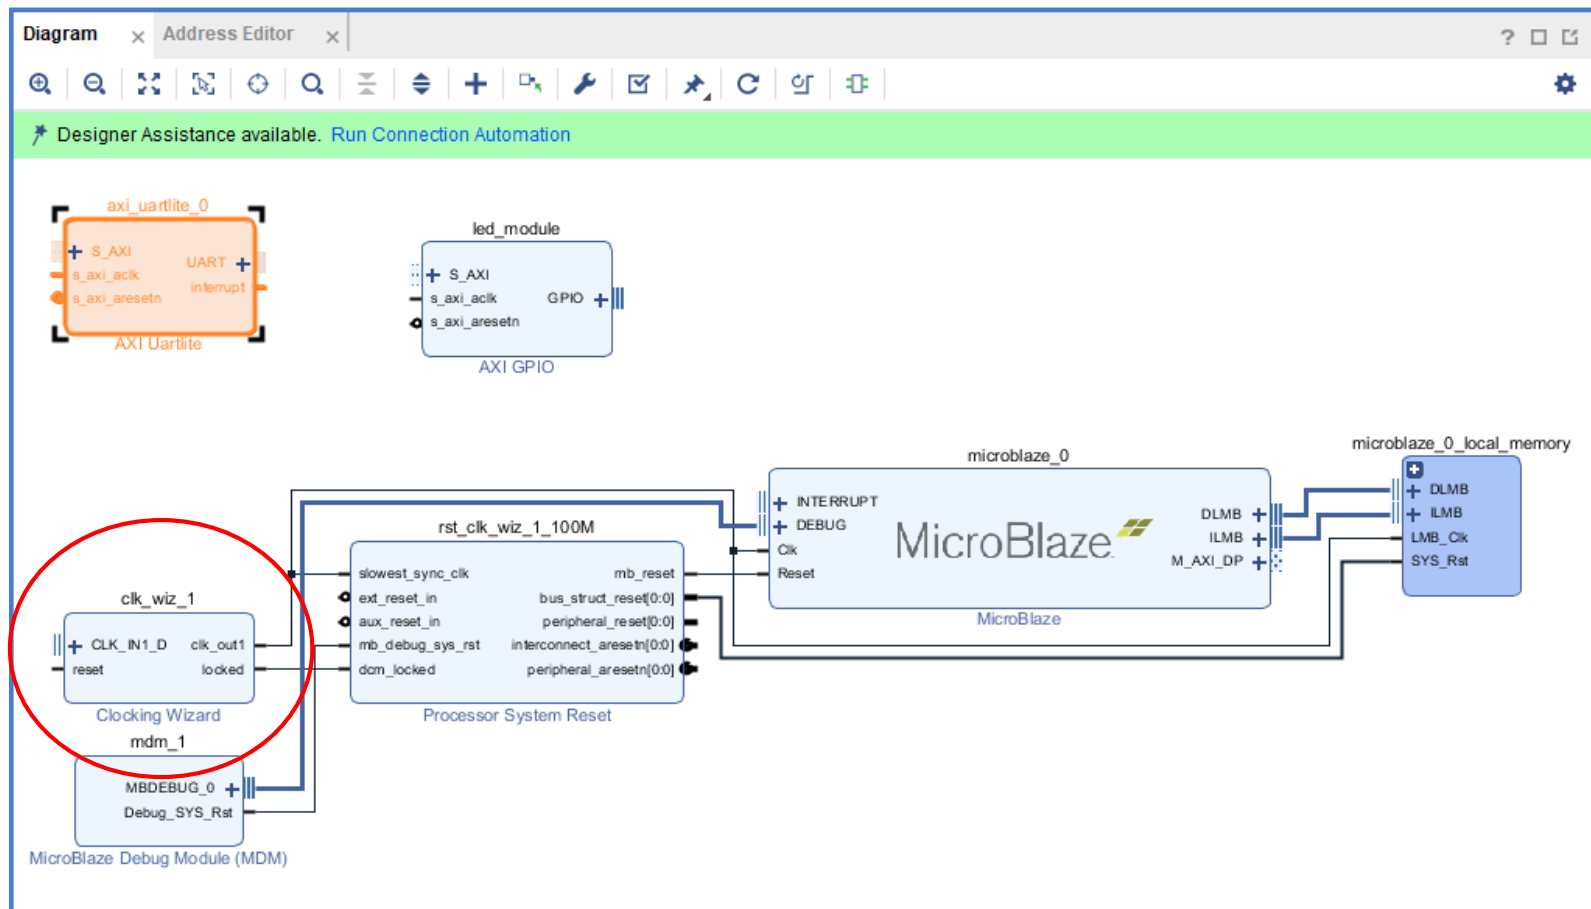 Diagram
Address Editor
Designer Assistance available. Run Connection Automation
axi_uartlite_0
S_AXI
s_axi_aclk
s_axi_aresetn
UART
interrupt
AXI Uartlite
led_module
S_AXI
s_axi_aclk
s_axi_aresetn
GPIO
AXI GPIO
microblaze_0
INTERRUPT
DEBUG
Clk
Reset
MicroBlaze
DLMB
ILMB
M_AXI_DP
MicroBlaze
microblaze_0_local_memory
DLMB
ILMB
LMB_Clk
SYS_Rst
rst_clk_wiz_1_100M
slowest_sync_clk
ext_reset_in
aux_reset_in
mb_debug_sys_rst
dcm_locked
mb_reset
bus_struct_reset[0:0]
peripheral_reset[0:0]
interconnect_aresetn[0:0]
peripheral_aresetn[0:0]
Processor System Reset
clk_wiz_1
CLK_IN1_D
reset
clk_out1
locked
Clocking Wizard
mdm_1
MBDEBUG_0
Debug_SYS_Rst
MicroBlaze Debug Module (MDM)